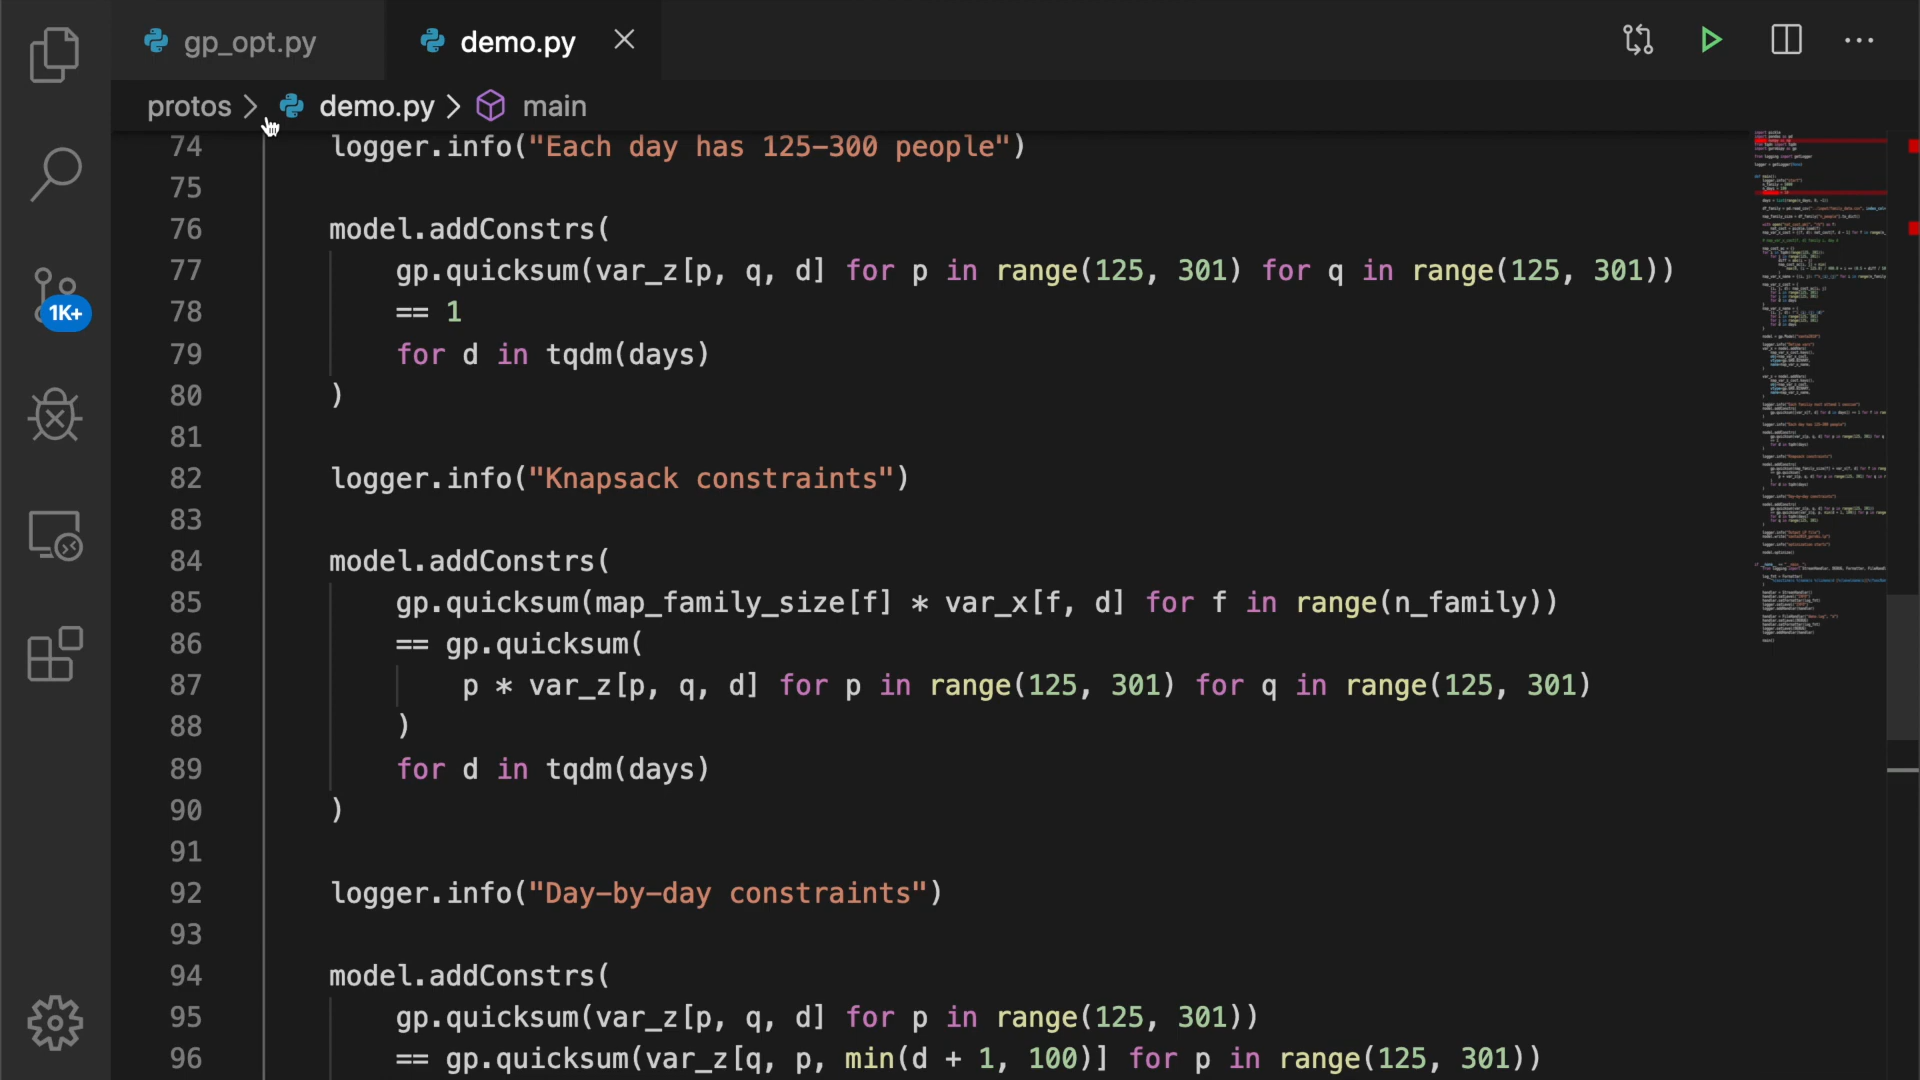 gp_opt.py
demo.py
protos > demo.py > main
1K+
74 logger.info("Each day has 125-300 people")
75
76 model.addConstrs(
77 gp.quicksum(var_z[p, q, d] for p in range(125, 301) for q in range(125, 301))
78 == 1
79 for d in tqdm(days)
80 )
81
82 logger.info("Knapsack constraints")
83
84 model.addConstrs(
85 gp.quicksum(map_family_size[f] * var_x[f, d] for f in range(n_family))
86 == gp.quicksum(
87 p * var_z[p, q, d] for p in range(125, 301) for q in range(125, 301)
88 )
89 for d in tqdm(days)
90 )
91
92 logger.info("Day-by-day constraints")
93
94 model.addConstrs(
95 gp.quicksum(var_z[p, q, d] for p in range(125, 301))
96 == gp.quicksum(var_z[q, p, min(d + 1, 100)] for p in range(125, 301))